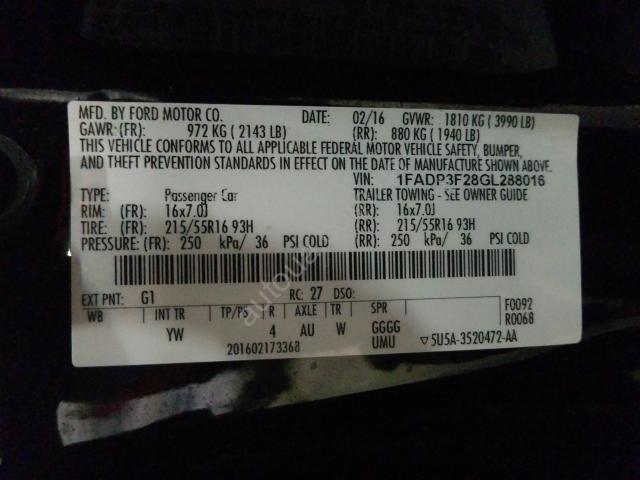 MFD. BY FORD MOTOR CO. DATE: 02/16 GVWR: 1810 KG ( 3990 LB)
GAWR: (FR): 972 KG ( 2143 LB) (RR): 880 KG ( 1940 LB)
THIS VEHICLE CONFORMS TO ALL APPLICABLE FEDERAL MOTOR VEHICLE SAFETY, BUMPER,
AND THEFT PREVENTION STANDARDS IN EFFECT ON THE DATE OF MANUFACTURE SHOWN ABOVE.
VIN: 1FADP3F28GL288016
TYPE: Passenger Car TRAILER TOWING - SEE OWNER GUIDE
RIM: (FR): 16x7.0J (RR): 16x7.0J
TIRE: (FR): 215/55R16 93H (RR): 215/55R16 93H
PRESSURE: (FR): 250 kPa/ 36 PSI COLD (RR): 250 kPa/ 36 PSI COLD
EXT PNT: G1 RC: 27 DSO:
WB INT TR TP/PS R AXLE TR SPR F0092
YW 4 AU W GGGG R0068
201602173368 UMU ▽5U5A-3520472-AA